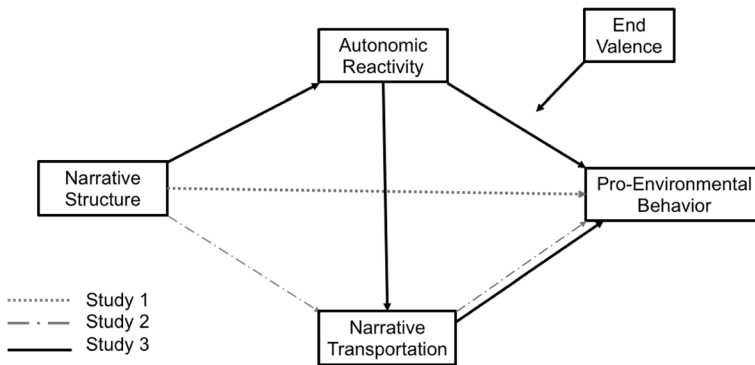 End
Valence
Autonomic
Reactivity
Narrative
Structure
Pro-Environmental
Behavior
Narrative
Transportation
Study 1
Study 2
Study 3